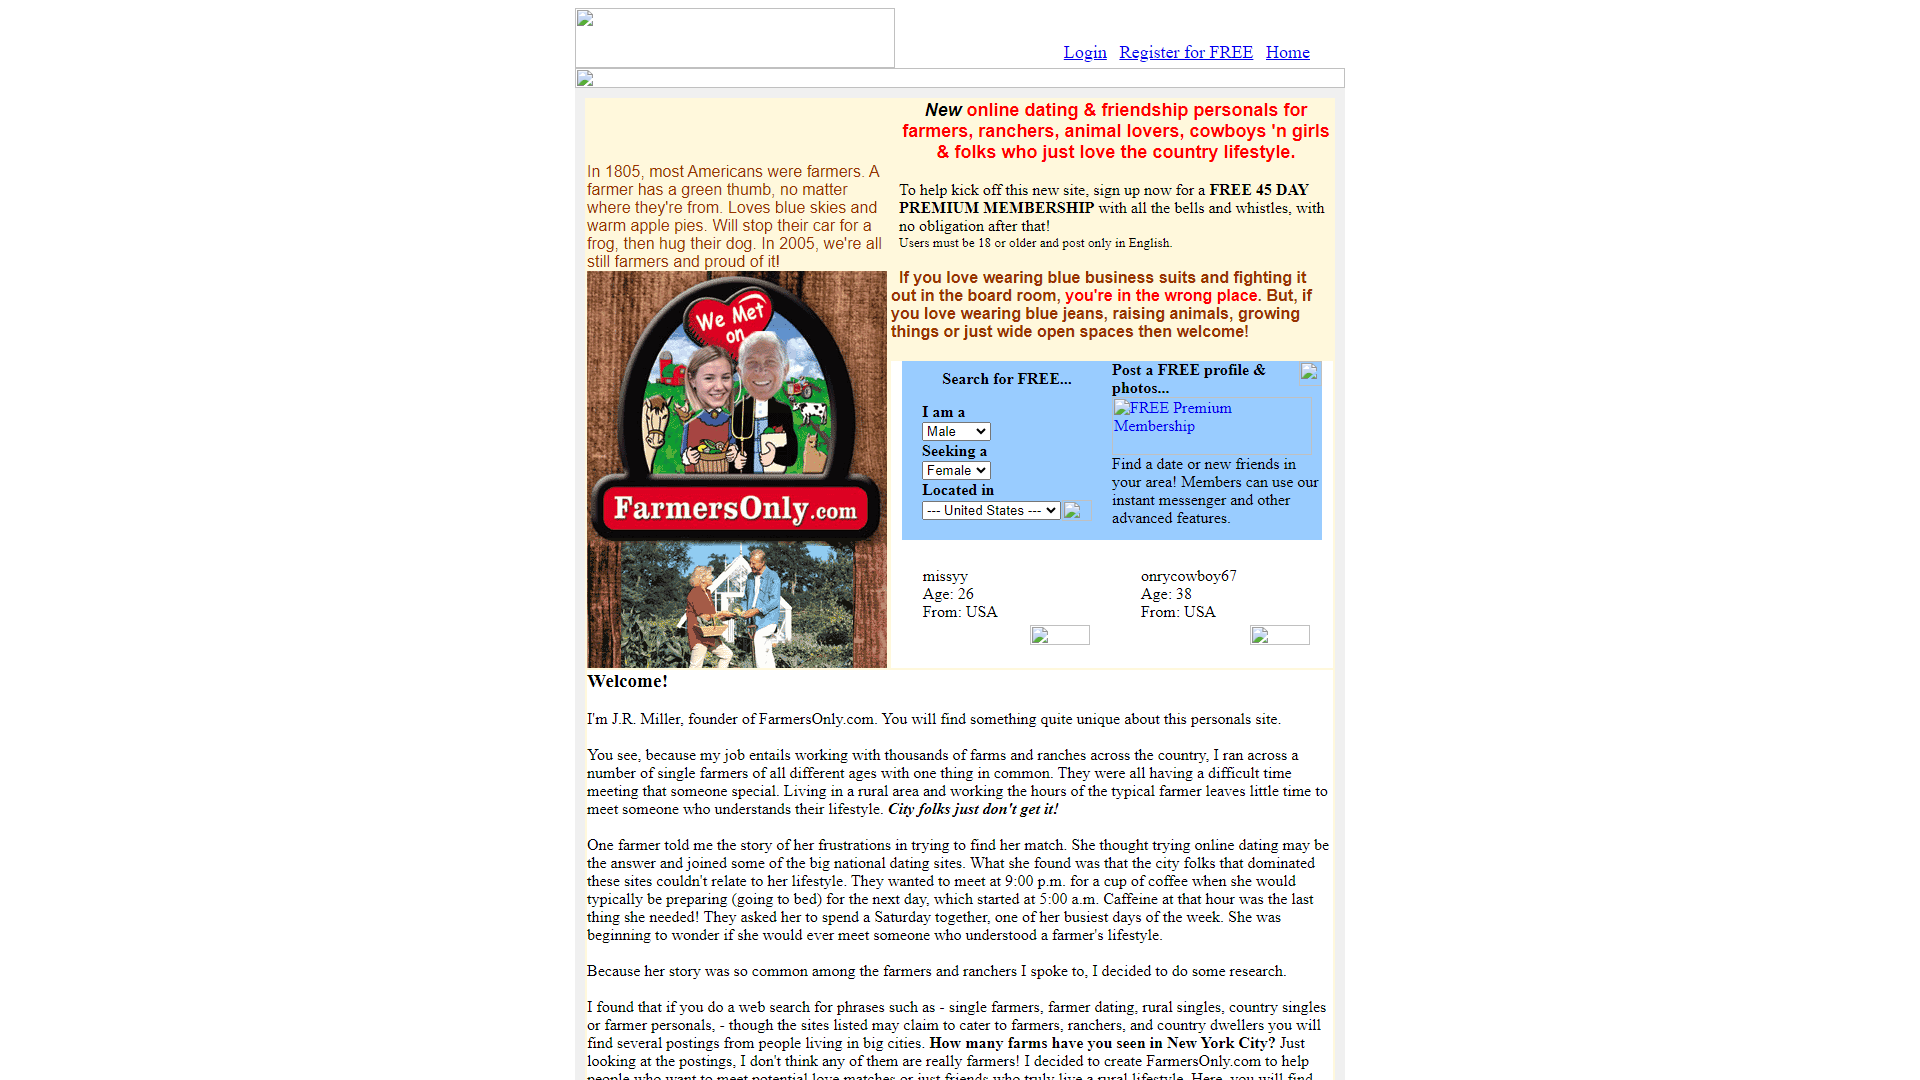 Login Register for FREE Home
New online dating & friendship personals for
farmers, ranchers, animal lovers, cowboys 'n girls
& folks who just love the country lifestyle.
In 1805, most Americans were farmers. A
farmer has a green thumb, no matter
where they're from. Loves blue skies and
warm apple pies. Will stop their car for a
frog, then hug their dog. In 2005, we're all
still farmers and proud of it!
We Met
on
FarmersOnly.com
To help kick off this new site, sign up now for a FREE 45 DAY
PREMIUM MEMBERSHIP with all the bells and whistles, with
no obligation after that!
Users must be 18 or older and post only in English.
If you love wearing blue business suits and fighting it
out in the board room, you're in the wrong place. But, if
you love wearing blue jeans, raising animals, growing
things or just wide open spaces then welcome!
Search for FREE...
I am a
Male
Seeking a
Female
Located in
--- United States ---
Post a FREE profile &
photos...
FREE Premium
Membership
Find a date or new friends in
your area! Members can use our
instant messenger and other
advanced features.
missyy
Age: 26
From: USA
onrycowboy67
Age: 38
From: USA
Welcome!
I'm J.R. Miller, founder of FarmersOnly.com. You will find something quite unique about this personals site.
You see, because my job entails working with thousands of farms and ranches across the country, I ran across a
number of single farmers of all different ages with one thing in common. They were all having a difficult time
meeting that someone special. Living in a rural area and working the hours of the typical farmer leaves little time to
meet someone who understands their lifestyle. City folks just don't get it!
One farmer told me the story of her frustrations in trying to find her match. She thought trying online dating may be
the answer and joined some of the big national dating sites. What she found was that the city folks that dominated
these sites couldn't relate to her lifestyle. They wanted to meet at 9:00 p.m. for a cup of coffee when she would
typically be preparing (going to bed) for the next day, which started at 5:00 a.m. Caffeine at that hour was the last
thing she needed! They asked her to spend a Saturday together, one of her busiest days of the week. She was
beginning to wonder if she would ever meet someone who understood a farmer's lifestyle.
Because her story was so common among the farmers and ranchers I spoke to, I decided to do some research.
I found that if you do a web search for phrases such as - single farmers, farmer dating, rural singles, country singles
or farmer personals, - though the sites listed may claim to cater to farmers, ranchers, and country dwellers you will
find several postings from people living in big cities. How many farms have you seen in New York City? Just
looking at the postings, I don't think any of them are really farmers! I decided to create FarmersOnly.com to help
people who want to meet potential love matches or just friends who truly live a rural lifestyle. Here, you will find